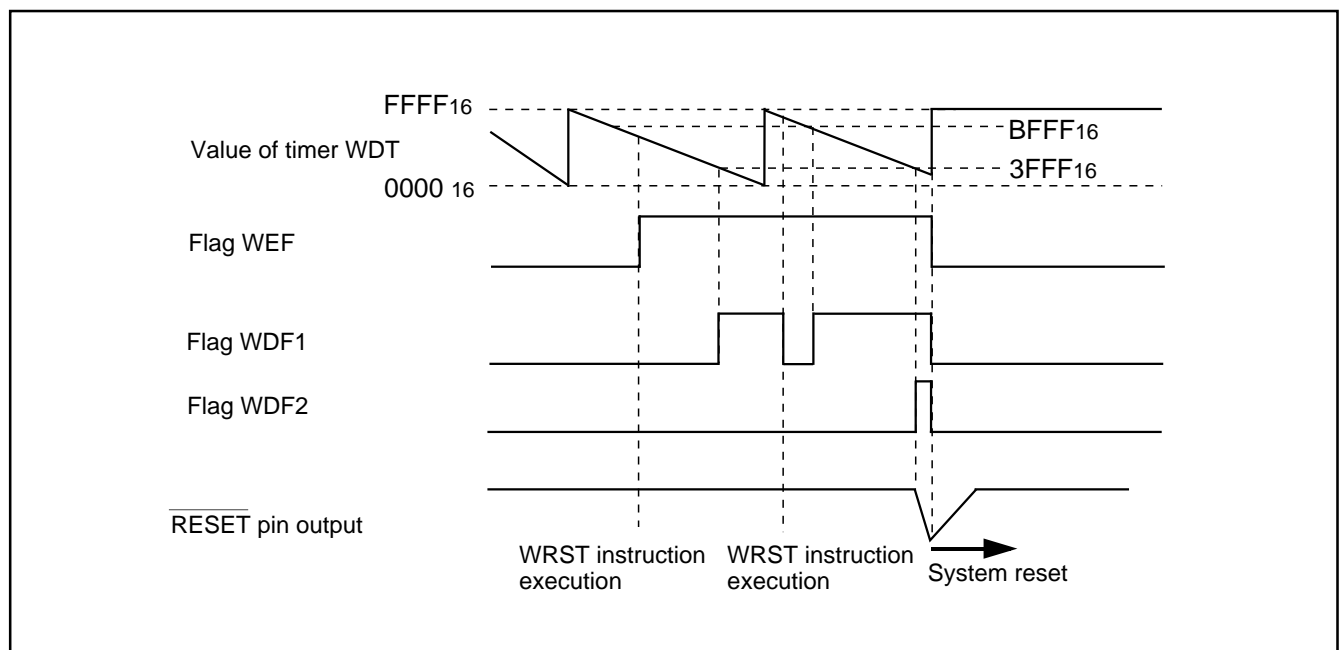 FFFF16
BFFF16
Value of timer WDT
3FFF16
0000 16
Flag WEF
Flag WDF1
Flag WDF2
RESET pin output
WRST instruction
execution
WRST instruction
execution
System reset